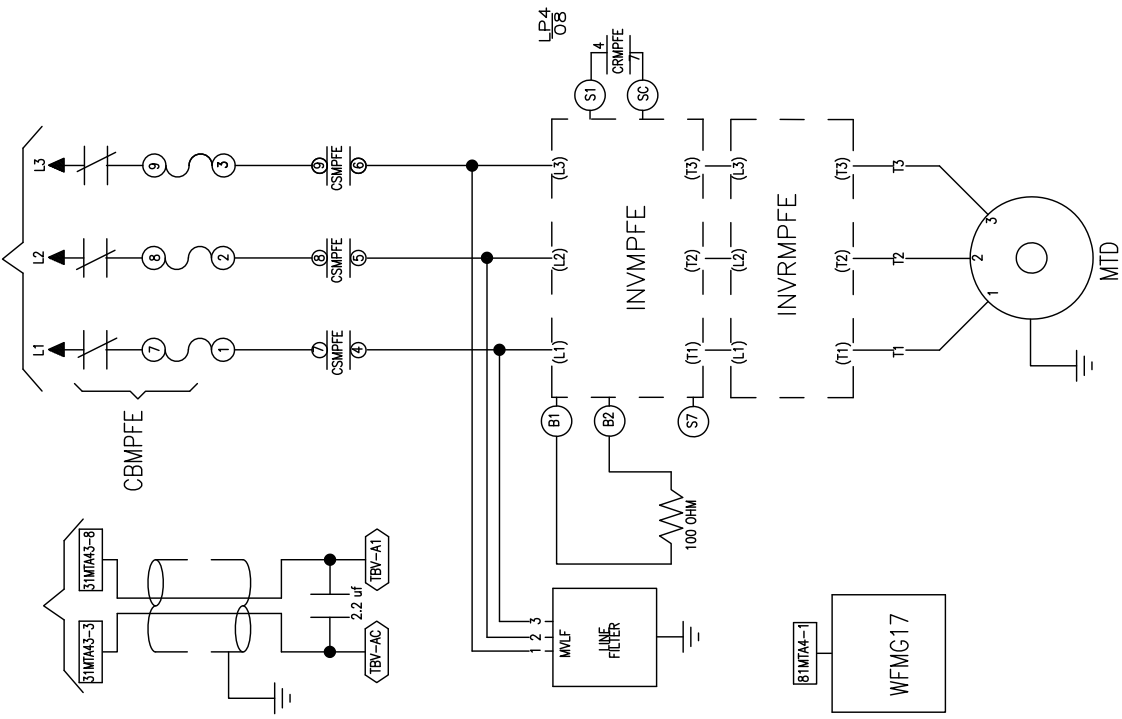 LP4
08
L3
L2
L1
9
3
8
2
7
1
CBMPFE
9
CSMPFE
6
8
CSMPFE
5
7
CSMPFE
4
S1
4
CRMPFE
7
SC
(L3)
(L2)
(L1)
INVMPFE
(T3)
(T2)
(T1)
B1
B2
S7
100 OHM
(L3)
(L2)
(L1)
INVRMPFE
(T3)
(T2)
(T1)
T3
T2
T1
3
2
1
MTD
31MTA43-8
31MTA43-3
2.2 uf
TBV-A1
TBV-AC
1 2 3
MVLF
LINE
FILTER
81MTA4-1
WFMG17